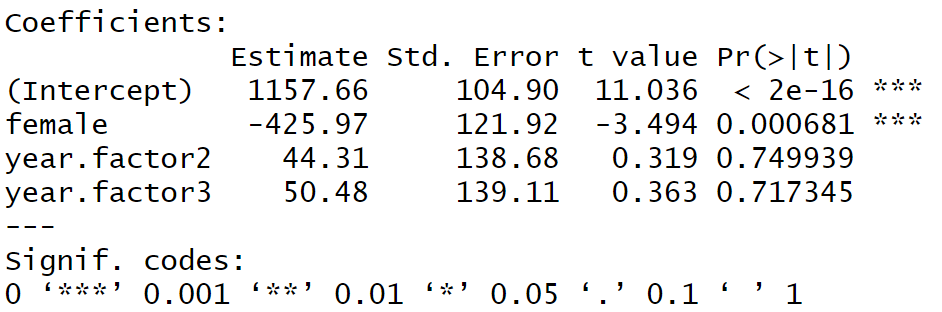 Coefficients:
Estimate Std. Error t value Pr(>|t|)
(Intercept) 1157.66 104.90 11.036 < 2e-16 ***
female -425.97 121.92 -3.494 0.000681 ***
year.factor2 44.31 138.68 0.319 0.749939
year.factor3 50.48 139.11 0.363 0.717345
---
Signif. codes:
0 ‘***’ 0.001 ‘**’ 0.01 ‘*’ 0.05 ‘.’ 0.1 ‘ ’ 1